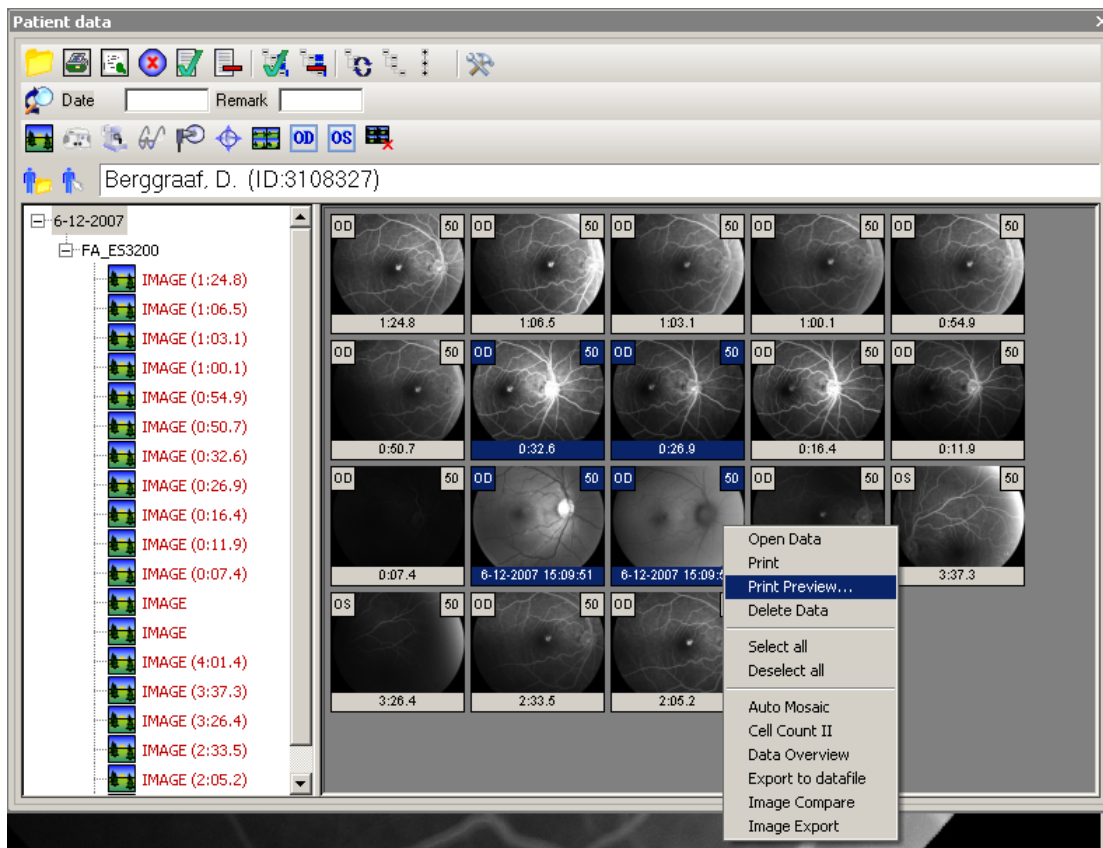 Patient data
Date Remark
OD OS
Berggraaf, D. (ID:3108327)
6-12-2007
FA_ES3200
IMAGE (1:24.8)
IMAGE (1:06.5)
IMAGE (1:03.1)
IMAGE (1:00.1)
IMAGE (0:54.9)
IMAGE (0:50.7)
IMAGE (0:32.6)
IMAGE (0:26.9)
IMAGE (0:16.4)
IMAGE (0:11.9)
IMAGE (0:07.4)
IMAGE
IMAGE
IMAGE (4:01.4)
IMAGE (3:37.3)
IMAGE (3:26.4)
IMAGE (2:33.5)
IMAGE (2:05.2)
OD 50 OD 50 OD 50 OD 50 OD 50
1:24.8 1:06.5 1:03.1 1:00.1 0:54.9
OD 50 OD 50 OD 50 OD 50 OD 50
0:50.7 0:32.6 0:26.9 0:16.4 0:11.9
OD 50 OD 50 OD 50 OD 50 OS 50
0:07.4 6-12-2007 15:09:51 6-12-2007 3:37.3
OS 50 OD 50 OD
3:26.4 2:33.5 2:05.2
Open Data
Print
Print Preview...
Delete Data
Select all
Deselect all
Auto Mosaic
Cell Count II
Data Overview
Export to datafile
Image Compare
Image Export